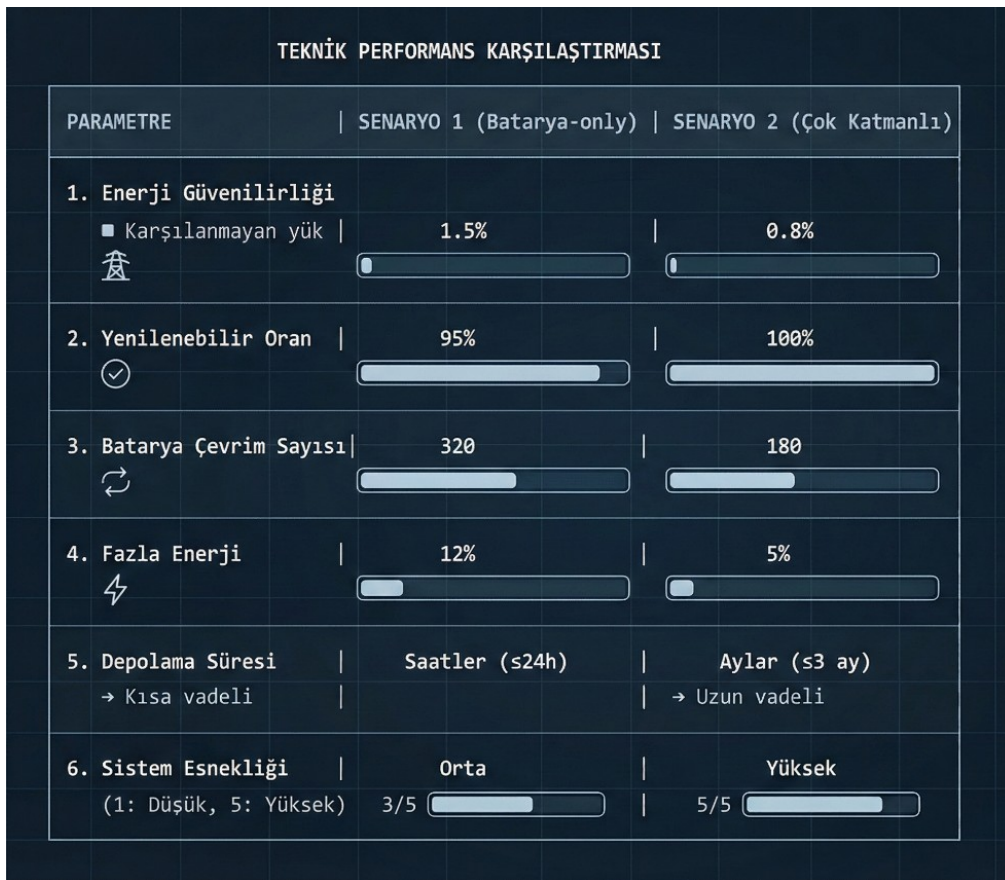 TEKNİK PERFORMANS KARŞILAŞTIRMASI
PARAMETRE | SENARYO 1 (Batarya-only) | SENARYO 2 (Çok Katmanlı)
1. Enerji Güvenilirliği
■ Karşılanmayan yük | 1.5% | 0.8%
2. Yenilenebilir Oran | 95% | 100%
3. Batarya Çevrim Sayısı| 320 | 180
4. Fazla Enerji | 12% | 5%
5. Depolama Süresi | Saatler (≤24h) | Aylar (≤3 ay)
→ Kısa vadeli | | → Uzun vadeli
6. Sistem Esnekliği | Orta | Yüksek
(1: Düşük, 5: Yüksek) 3/5 | 5/5